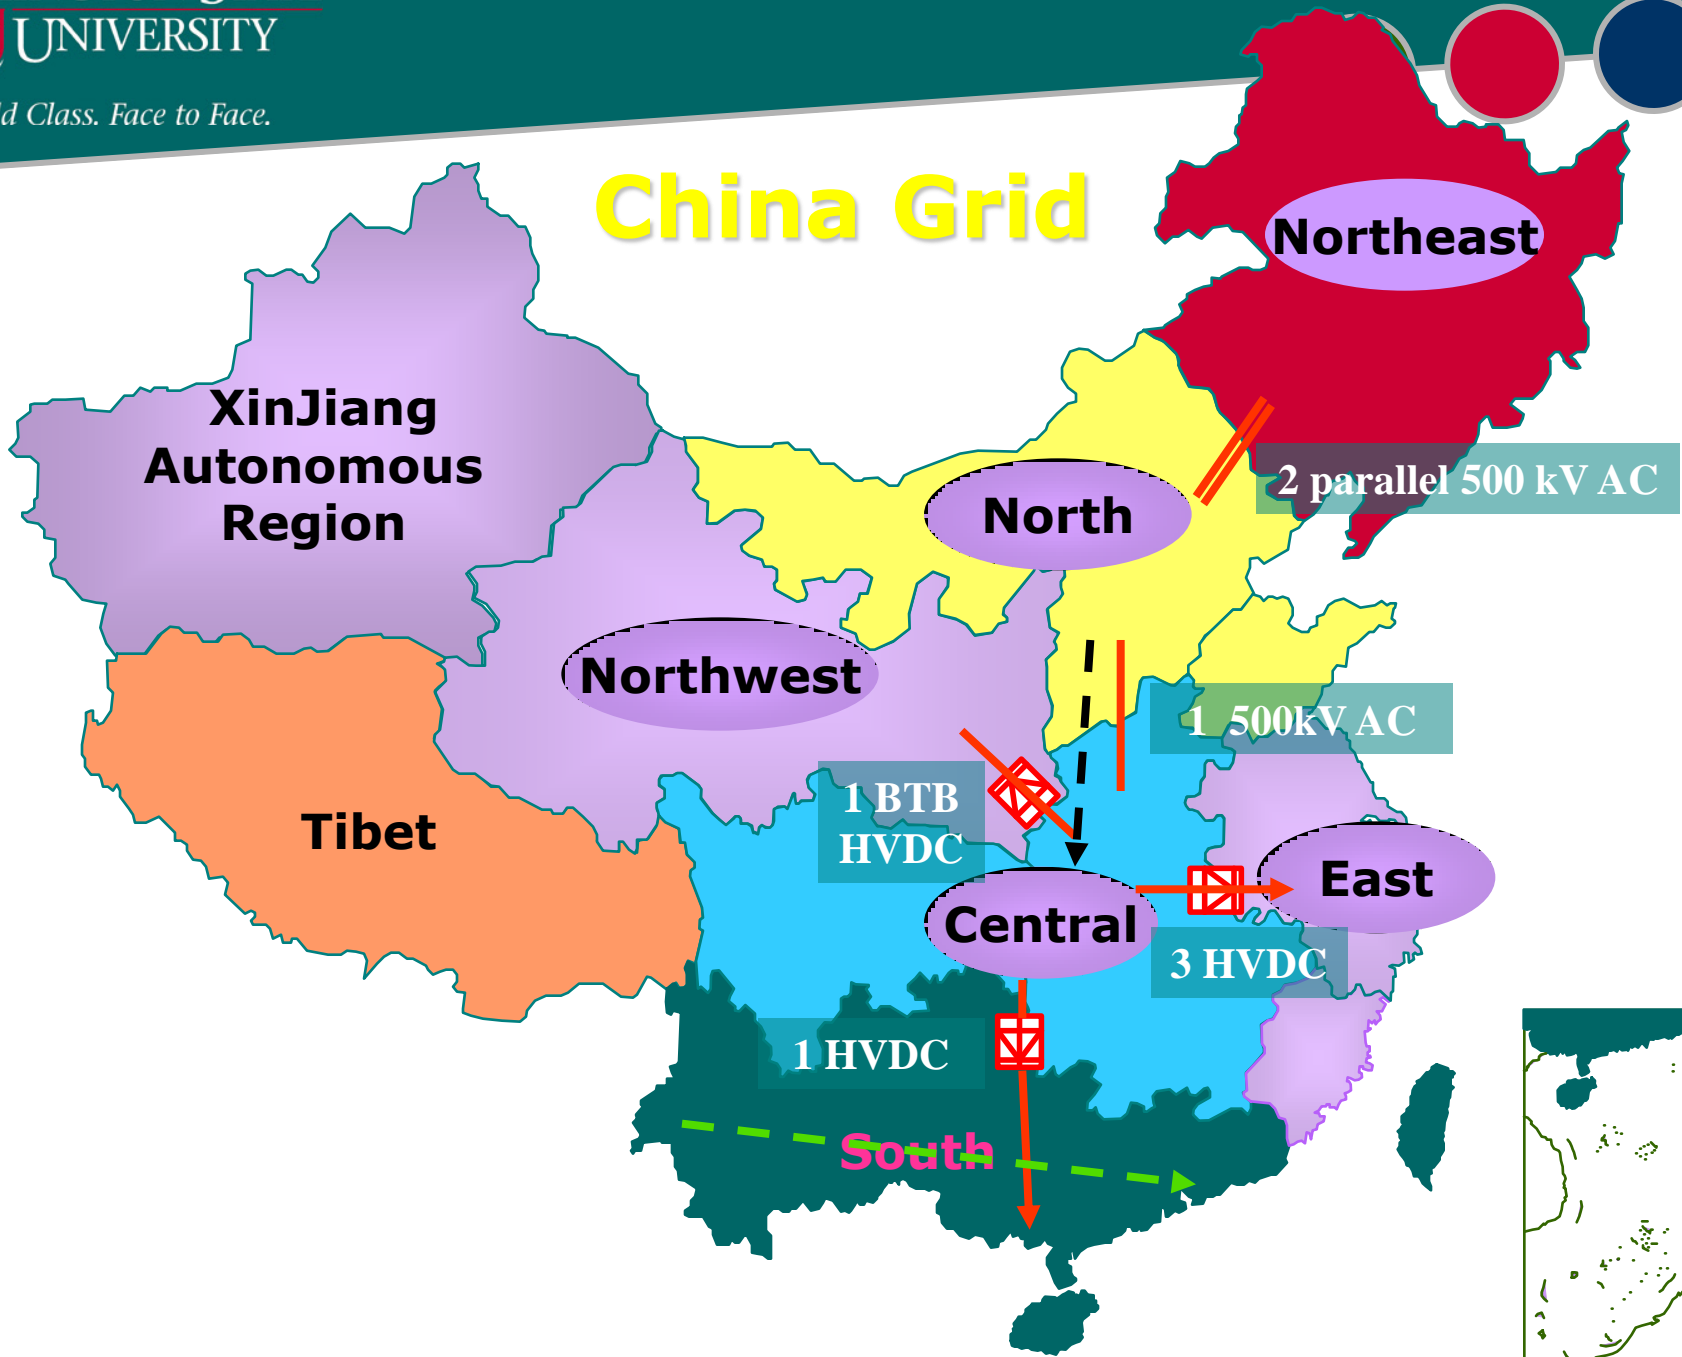 UNIVERSITY
d Class. Face to Face.
China Grid
Northeast
XinJiang
Autonomous
Region
2 parallel 500 kV AC
North
Northwest
1 500kV AC
1 BTB
HVDC
Tibet
East
Central
3 HVDC
1 HVDC
South